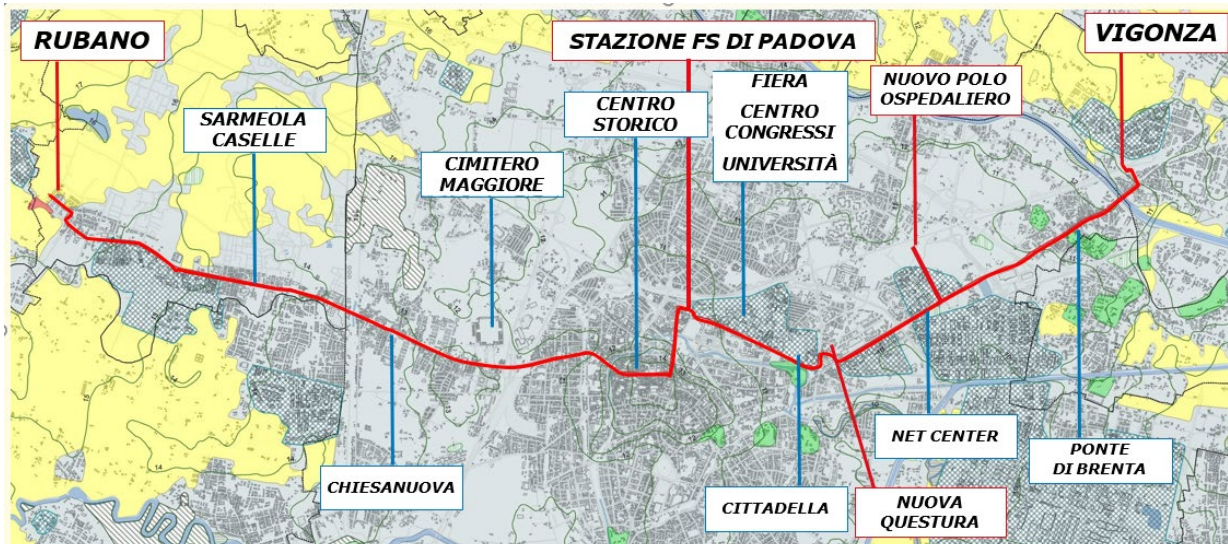 RUBANO
STAZIONE FS DI PADOVA
VIGONZA
SARMEOLA
CASELLE
CIMITERO
MAGGIORE
CENTRO
STORICO
FIERA
CENTRO
CONGRESSI
UNIVERSITÀ
NUOVO POLO
OSPEDALIERO
CHIESANUOVA
CITTADELLA
NUOVA
QUESTURA
NET CENTER
PONTE
DI BRENTA